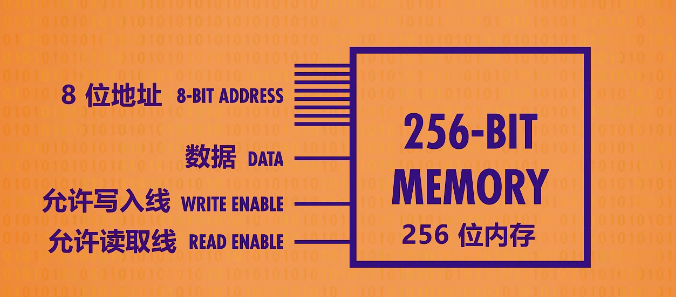 8 位地址 8-BIT ADDRESS
数据 DATA
允许写入线 WRITE ENABLE
允许读取线 READ ENABLE
256-BIT
MEMORY
256 位内存